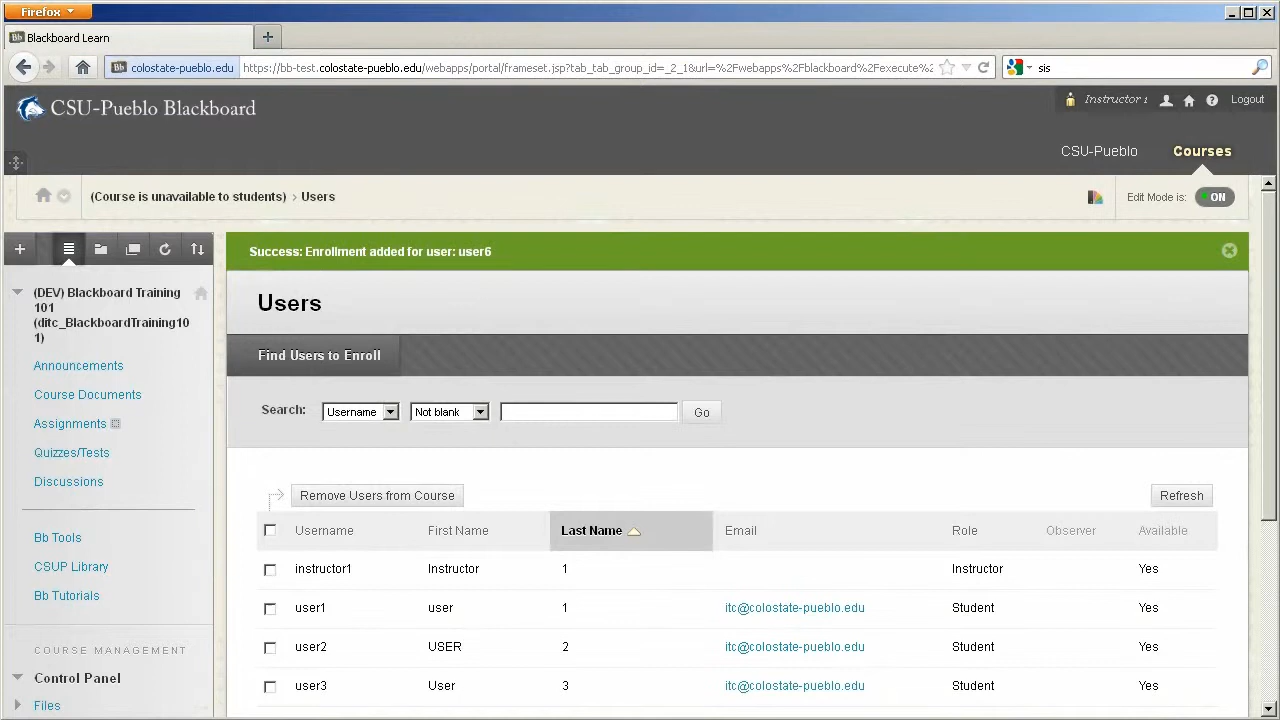 Firefox
Blackboard Learn
colostate-pueblo.edu https://bb-test.colostate-pueblo.edu/webapps/portal/frameset.jsp?tab_tab_group_id=_2_1&url=%2Fwebapps%2Fblackboard%2Fexecute% sis
CSU-Pueblo Blackboard
Instructor 1 Logout
CSU-Pueblo Courses
(Course is unavailable to students) > Users Edit Mode is: ON
Success: Enrollment added for user: user6
(DEV) Blackboard Training
101
(ditc_BlackboardTraining10
1)
Users
Announcements
Find Users to Enroll
Course Documents
Search: Username Not blank Go
Assignments
Quizzes/Tests
Discussions
Remove Users from Course Refresh
Username First Name Last Name Email Role Observer Available
Bb Tools
CSUP Library
instructor1 Instructor 1 Instructor Yes
Bb Tutorials
user1 user 1 itc@colostate-pueblo.edu Student Yes
COURSE MANAGEMENT
user2 USER 2 itc@colostate-pueblo.edu Student Yes
Control Panel
user3 User 3 itc@colostate-pueblo.edu Student Yes
Files